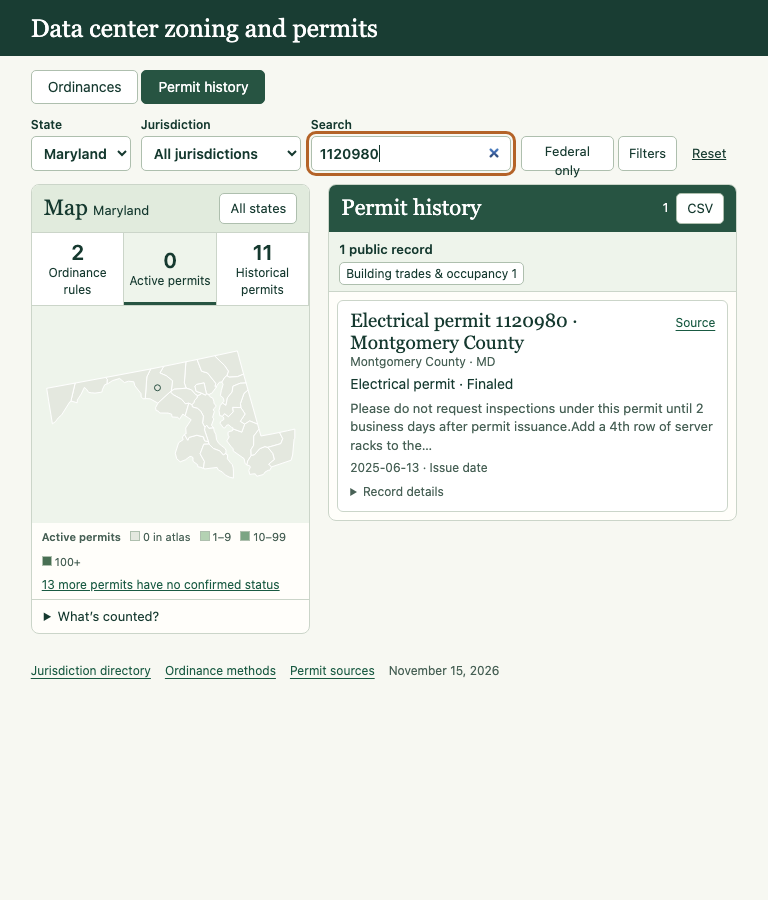 Data center zoning and permits
Ordinances
Permit history
State
Jurisdiction
Search
Maryland
All jurisdictions
1120980
Federal only
Filters
Reset
Map Maryland
All states
2
Ordinance rules
0
Active permits
11
Historical permits
Active permits
0 in atlas
1–9
10–99
100+
13 more permits have no confirmed status
What's counted?
Permit history
1
CSV
1 public record
Building trades & occupancy 1
Electrical permit 1120980 ·
Montgomery County
Source
Montgomery County · MD
Electrical permit · Finaled
Please do not request inspections under this permit until 2
business days after permit issuance.Add a 4th row of server
racks to the…
2025-06-13 · Issue date
Record details
Jurisdiction directory
Ordinance methods
Permit sources
November 15, 2026